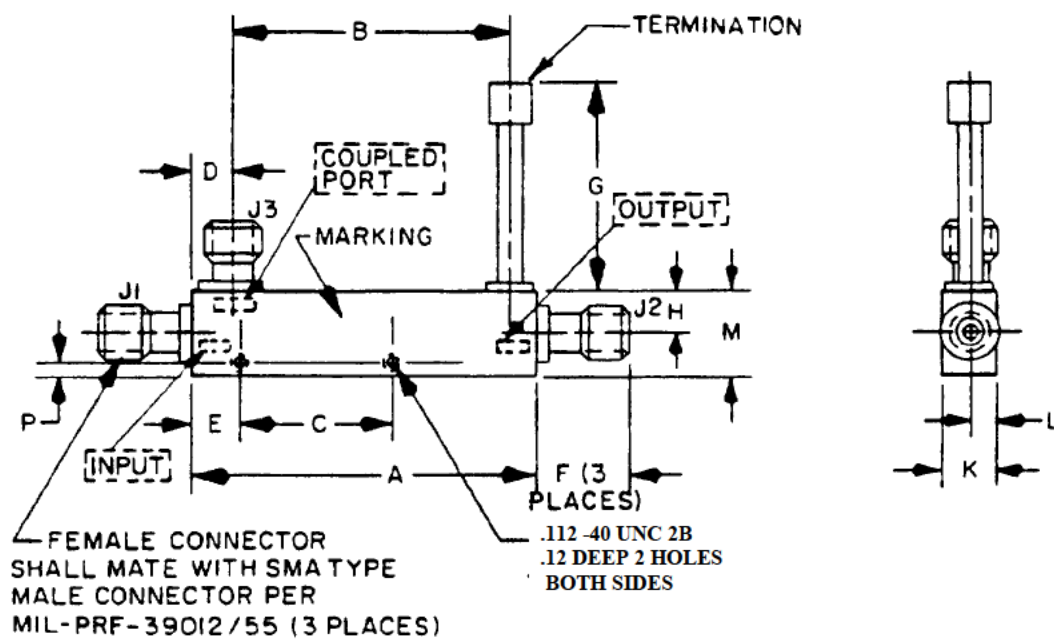 B
TERMINATION
D
COUPLED
PORT
G
J3
OUTPUT
MARKING
J1
J2
H
M
P
E
C
L
INPUT
A
F (3
PLACES)
K
FEMALE CONNECTOR
SHALL MATE WITH SMA TYPE
MALE CONNECTOR PER
MIL-PRF-39012/55 (3 PLACES)
.112 -40 UNC 2B
.12 DEEP 2 HOLES
BOTH SIDES